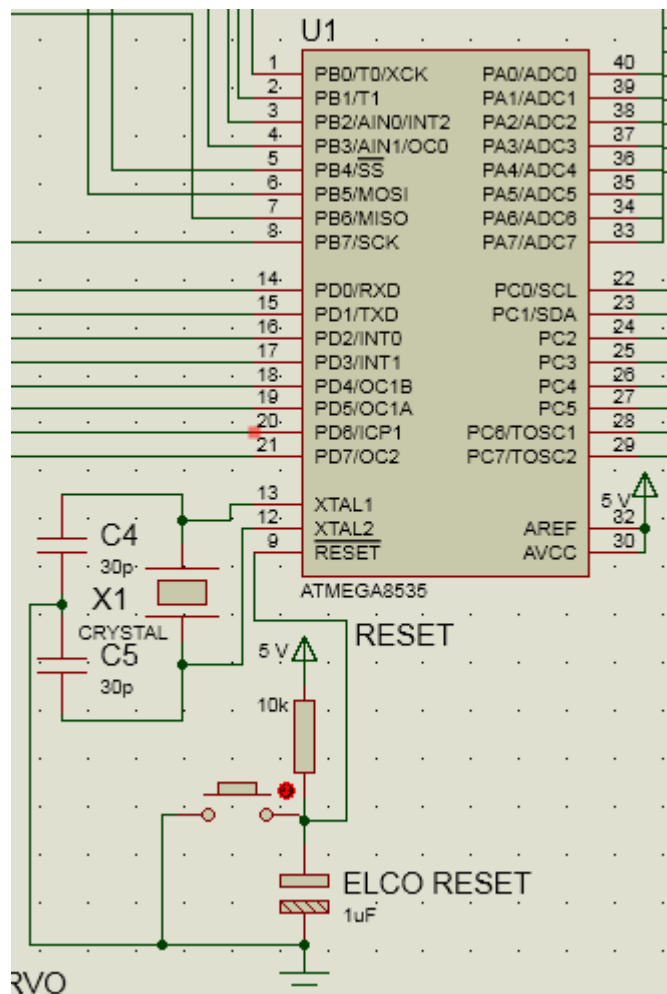 U1
1 PB0/T0/XCK PA0/ADC0 40
2 PB1/T1 PA1/ADC1 39
3 PB2/AIN0/INT2 PA2/ADC2 38
4 PB3/AIN1/OC0 PA3/ADC3 37
5 PB4/SS PA4/ADC4 36
6 PB5/MOSI PA5/ADC5 35
7 PB6/MISO PA6/ADC6 34
8 PB7/SCK PA7/ADC7 33
14 PD0/RXD PC0/SCL 22
15 PD1/TXD PC1/SDA 23
16 PD2/INT0 PC2 24
17 PD3/INT1 PC3 25
18 PD4/OC1B PC4 26
19 PD5/OC1A PC5 27
20 PD6/ICP1 PC6/TOSC1 28
21 PD7/OC2 PC7/TOSC2 29
13 XTAL1
5 V
12 XTAL2 AREF 32
9 RESET AVCC 30
ATMEGA8535
C4
30p
X1
CRYSTAL
C5
30p
RESET
5 V
10k
ELCO RESET
1uF
RVO